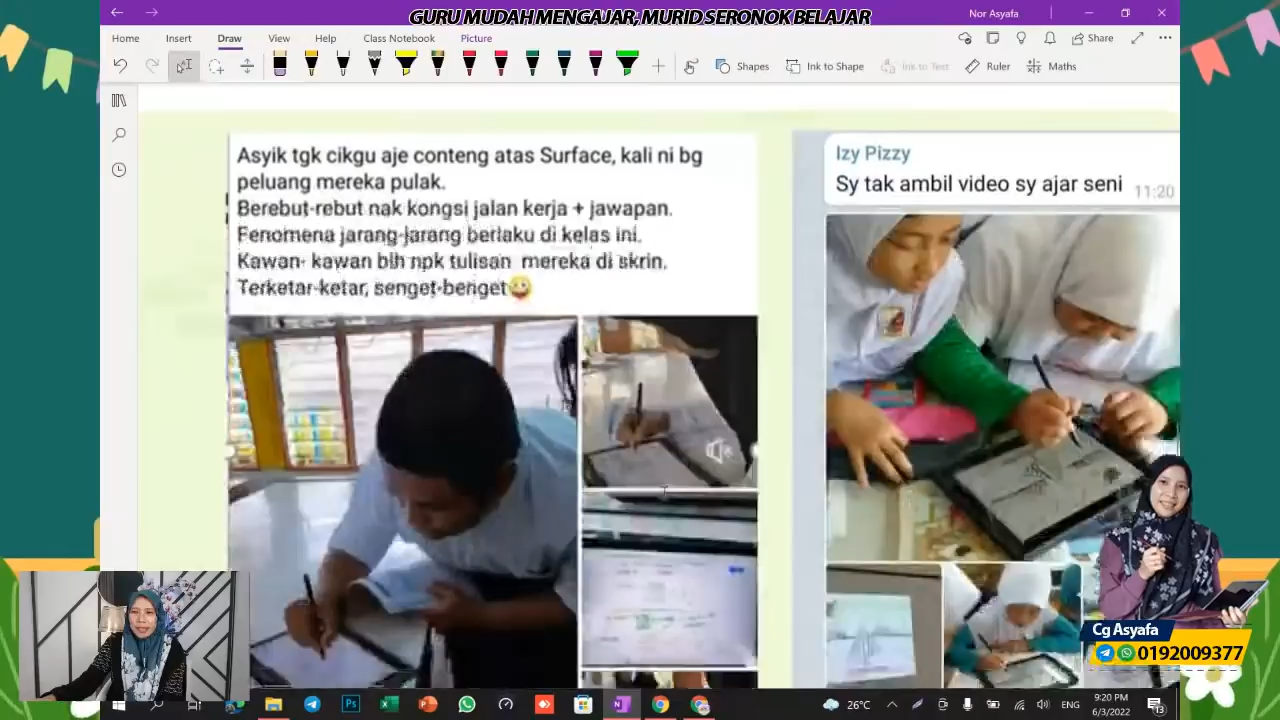 GURU MUDAH MENGAJAR, MURID SERONOK BELAJAR
Nor Asyafa
Home Insert Draw View Help Class Notebook Picture
Share
Shapes Ink to Shape Ink to Text Ruler Maths
Asyik tgk cikgu aje conteng atas Surface, kali ni bg
peluang mereka pulak.
Berebut-rebut nak kongsi jalan kerja + jawapan.
Fenomena jarang-jarang berlaku di kelas ini.
Kawan- kawan blh npk tulisan mereka di skrin.
Terketar-ketar, senget-benget😜
Izy Pizzy
Sy tak ambil video sy ajar seni 11:20
Cg Asyafa
0192009377
26°C ENG
9:20 PM
6/3/2022